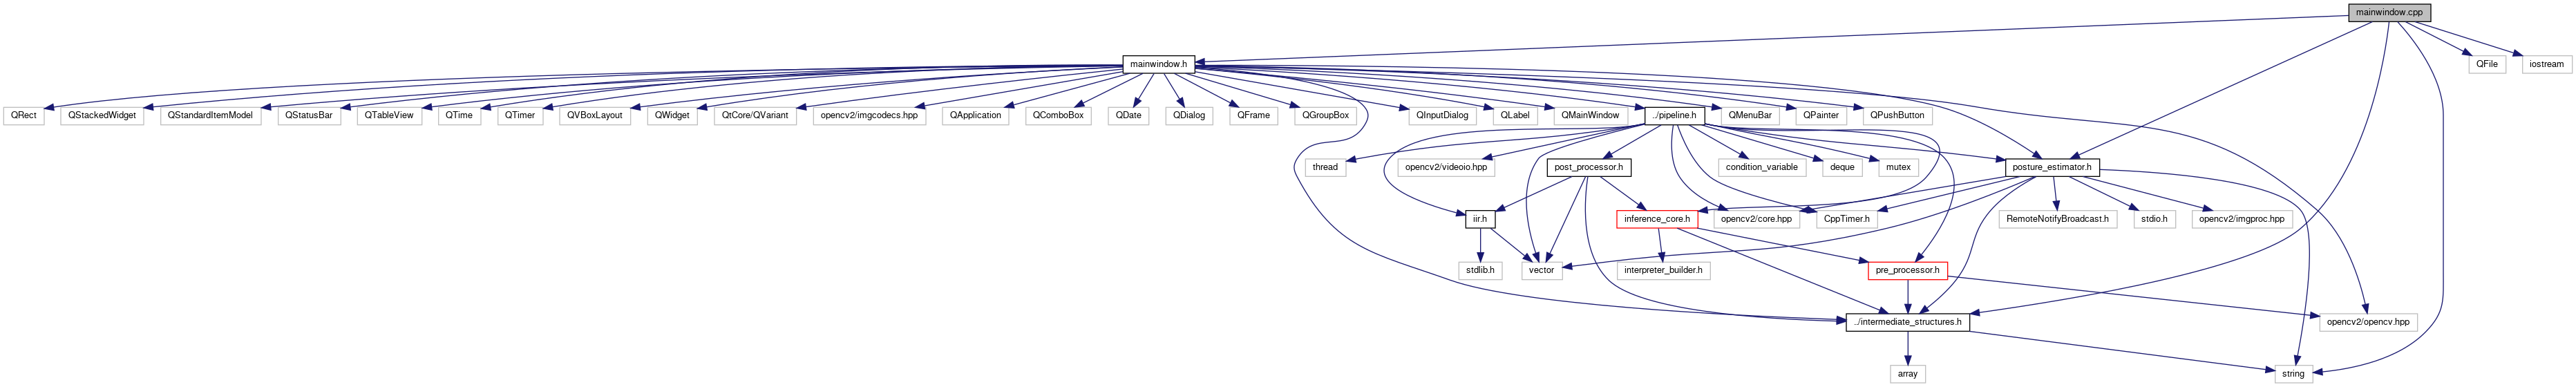 mainwindow.cpp
mainwindow.h
QFile
iostream
QRect
QStackedWidget
QStandardItemModel
QStatusBar
QTableView
QTime
QTimer
QVBoxLayout
QWidget
QtCore/QVariant
opencv2/imgcodecs.hpp
QApplication
QComboBox
QDate
QDialog
QFrame
QGroupBox
QInputDialog
QLabel
QMainWindow
../pipeline.h
QMenuBar
QPainter
QPushButton
thread
opencv2/videoio.hpp
post_processor.h
condition_variable
deque
mutex
posture_estimator.h
iir.h
inference_core.h
opencv2/core.hpp
CppTimer.h
RemoteNotifyBroadcast.h
stdio.h
opencv2/imgproc.hpp
stdlib.h
vector
interpreter_builder.h
pre_processor.h
../intermediate_structures.h
opencv2/opencv.hpp
array
string